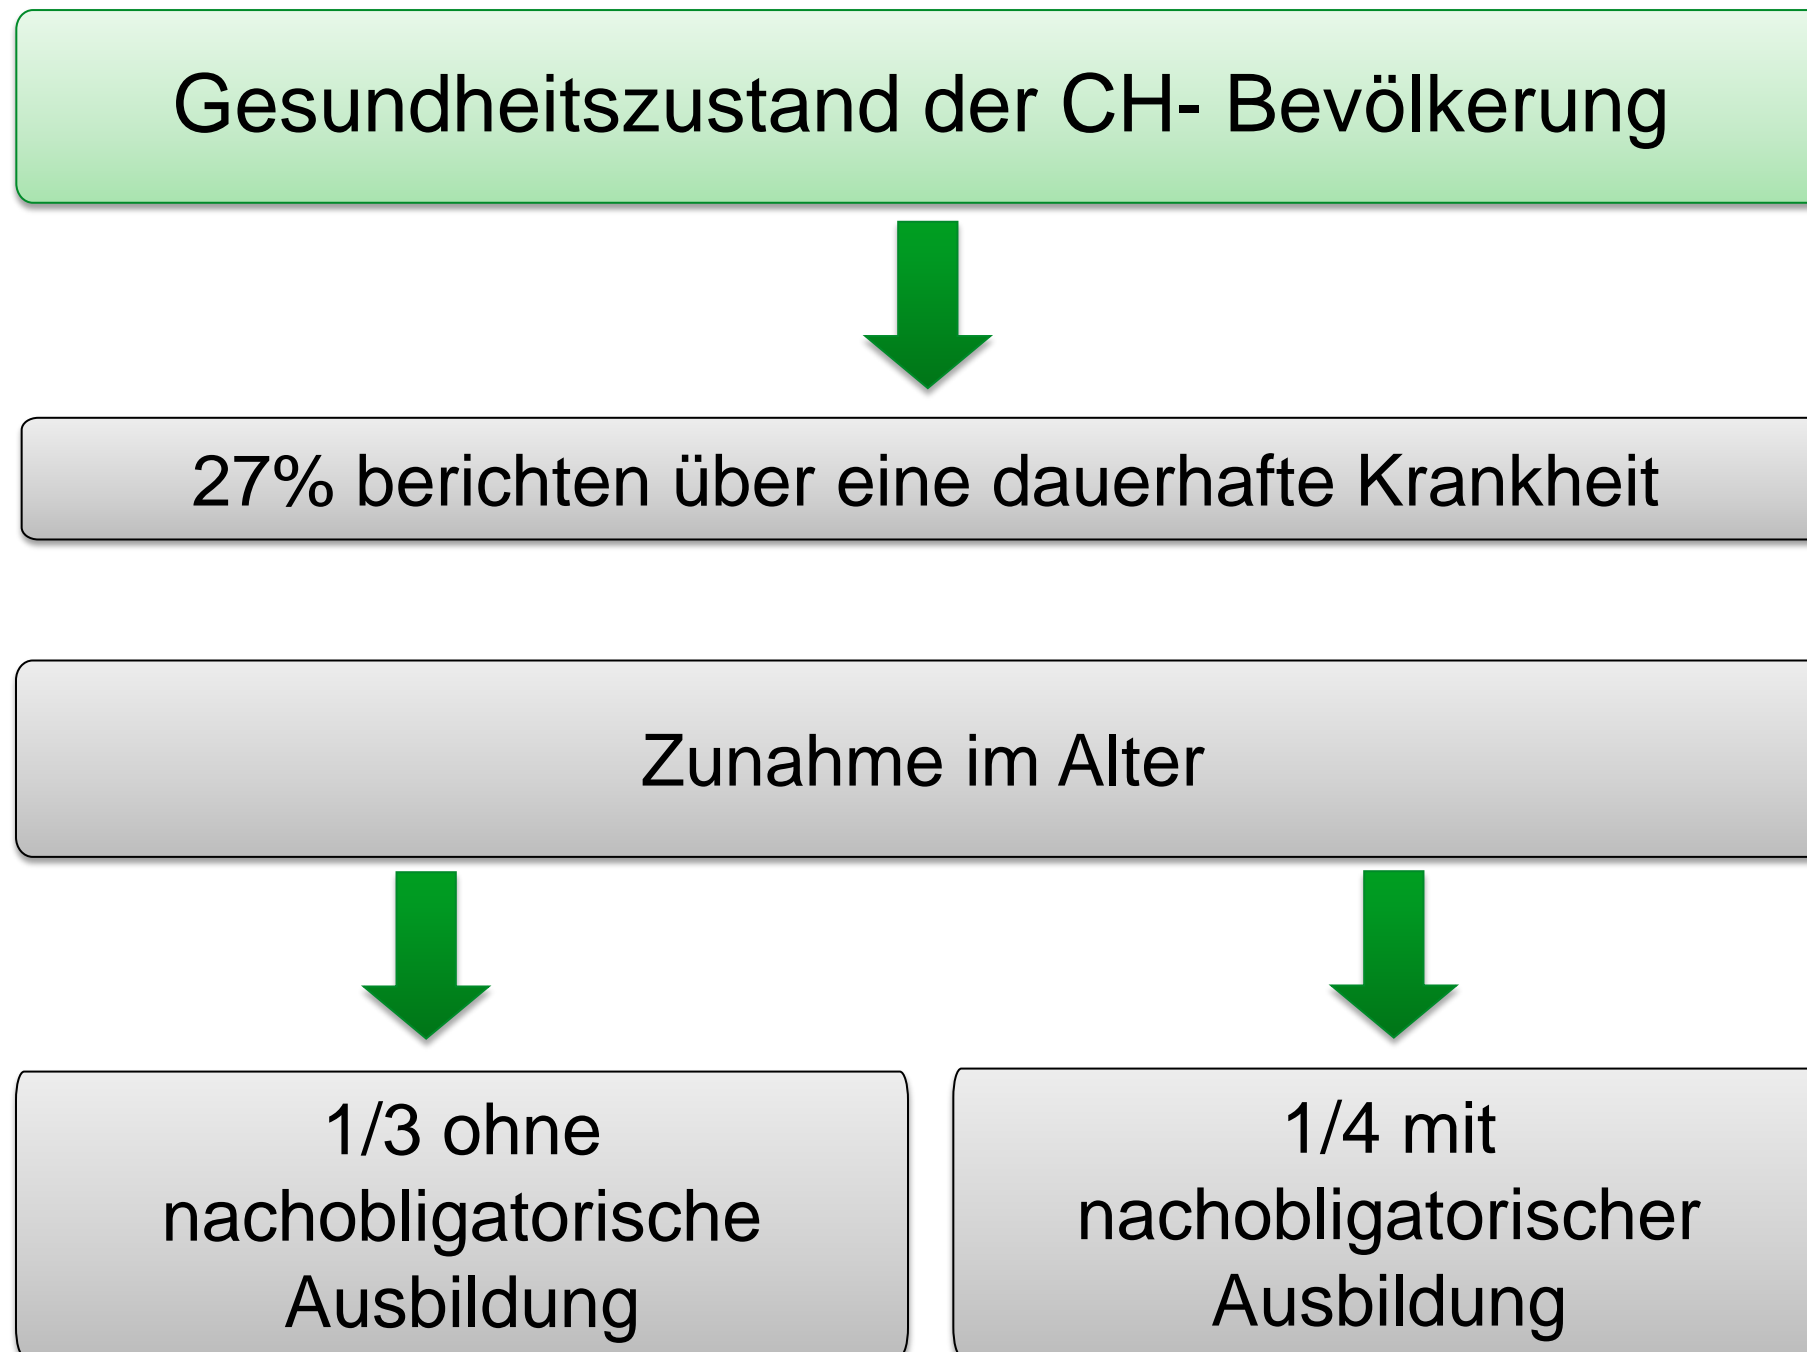 Gesundheitszustand der CH- Bevölkerung
27% berichten über eine dauerhafte Krankheit
Zunahme im Alter
1/3 ohne
nachobligatorische
Ausbildung
1/4 mit
nachobligatorischer
Ausbildung